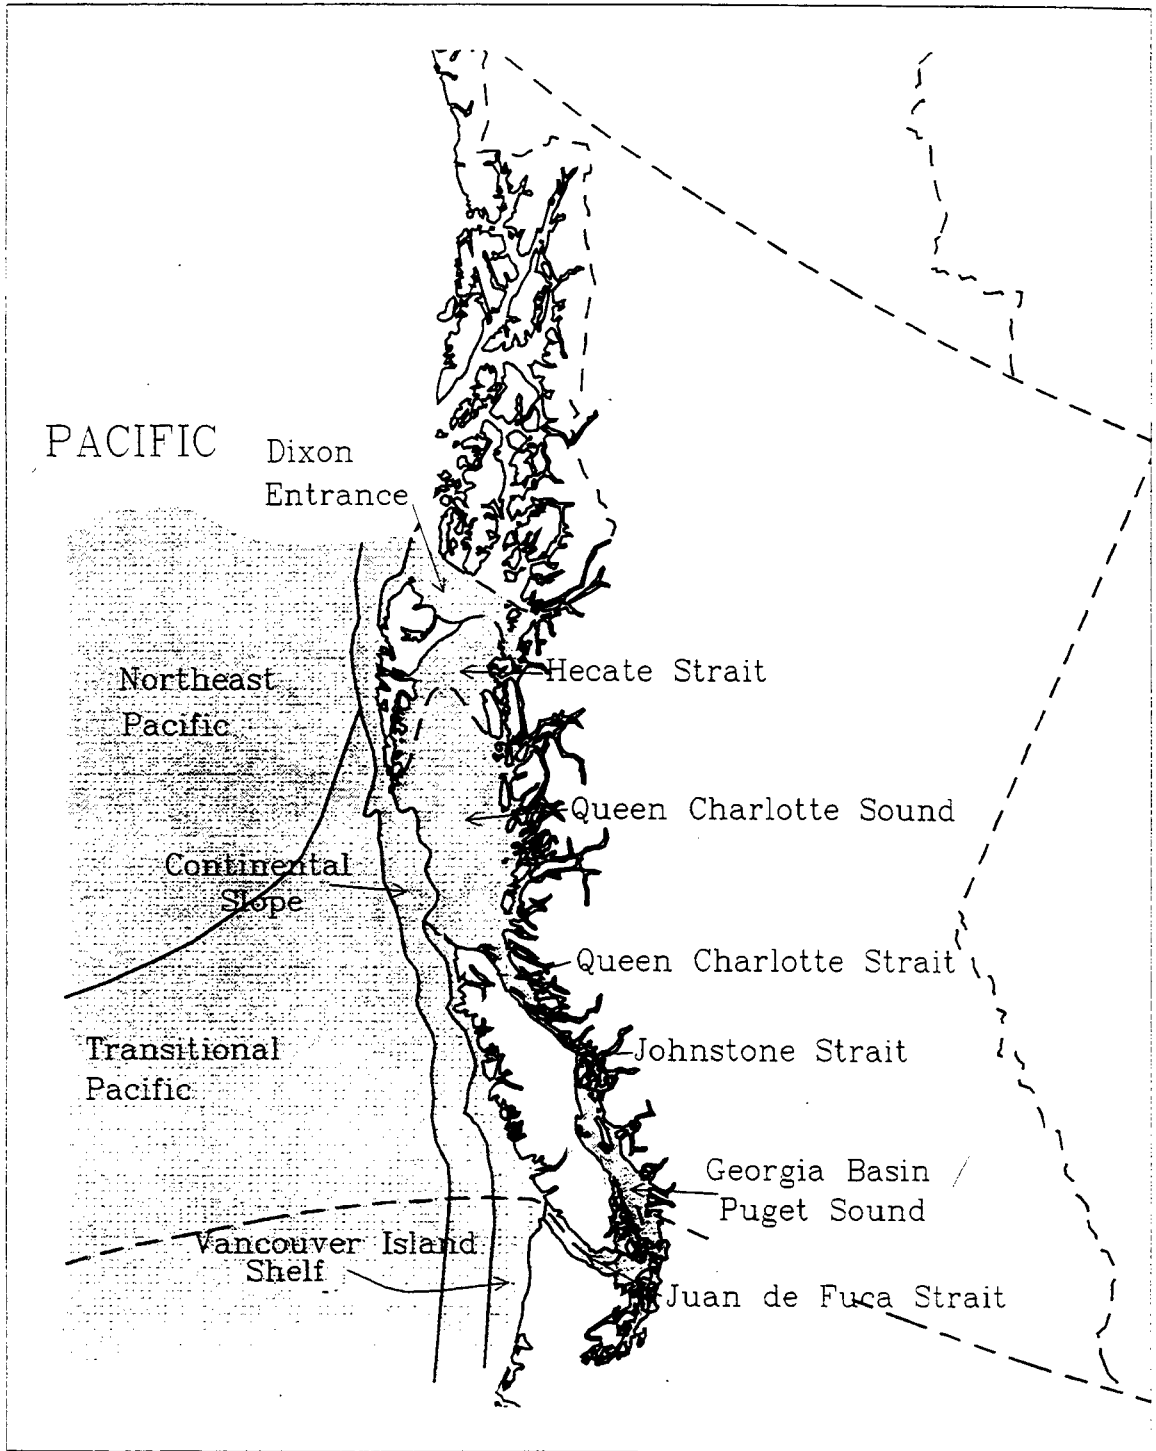 PACIFIC
Dixon
Entrance
Northeast
Pacific
Hecate Strait
Queen Charlotte Sound
Continental
Slope
Queen Charlotte Strait
Transitional
Pacific
Johnstone Strait
Georgia Basin
Puget Sound
Vancouver Island
Shelf
Juan de Fuca Strait